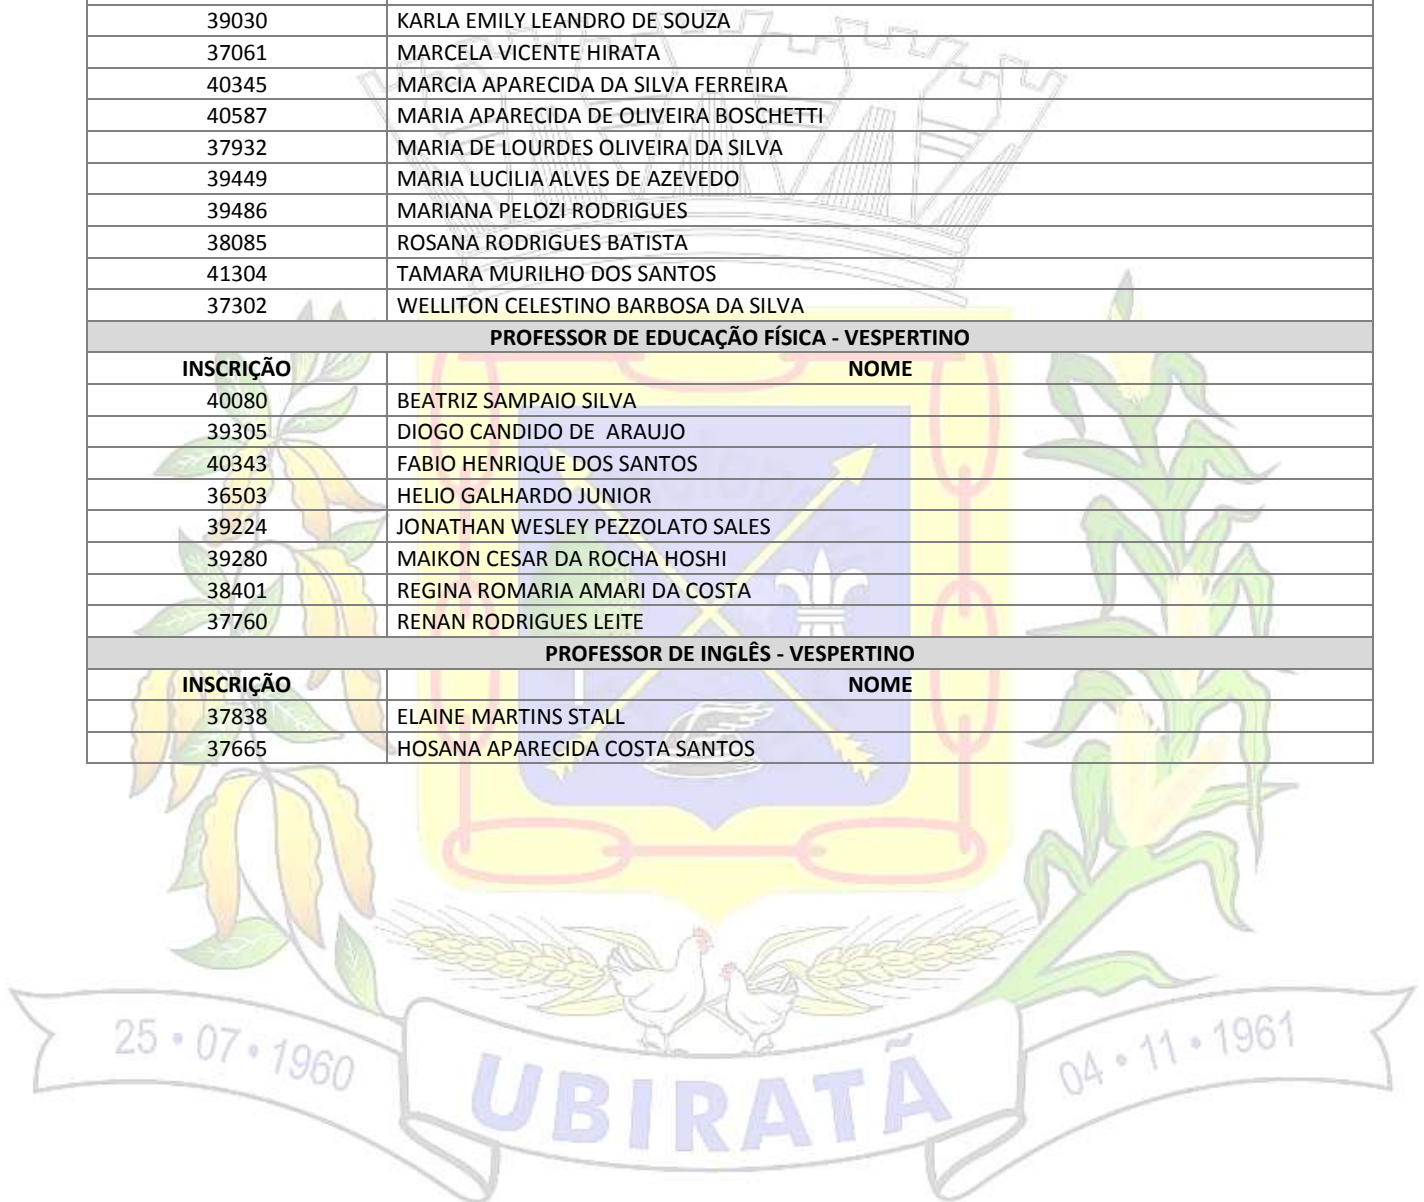 39030 KARLA EMILY LEANDRO DE SOUZA
37061 MARCELA VICENTE HIRATA
40345 MARCIA APARECIDA DA SILVA FERREIRA
40587 MARIA APARECIDA DE OLIVEIRA BOSCHETTI
37932 MARIA DE LOURDES OLIVEIRA DA SILVA
39449 MARIA LUCILIA ALVES DE AZEVEDO
39486 MARIANA PELOZI RODRIGUES
38085 ROSANA RODRIGUES BATISTA
41304 TAMARA MURILHO DOS SANTOS
37302 WELLITON CELESTINO BARBOSA DA SILVA
PROFESSOR DE EDUCAÇÃO FÍSICA - VESPERTINO
INSCRIÇÃO NOME
40080 BEATRIZ SAMPAIO SILVA
39305 DIOGO CANDIDO DE  ARAUJO
40343 FABIO HENRIQUE DOS SANTOS
36503 HELIO GALHARDO JUNIOR
39224 JONATHAN WESLEY PEZZOLATO SALES
39280 MAIKON CESAR DA ROCHA HOSHI
38401 REGINA ROMARIA AMARI DA COSTA
37760 RENAN RODRIGUES LEITE
PROFESSOR DE INGLÊS - VESPERTINO
INSCRIÇÃO NOME
37838 ELAINE MARTINS STALL
37665 HOSANA APARECIDA COSTA SANTOS
25 • 07 • 1960
UBIRATÃ
04 • 11 • 1961